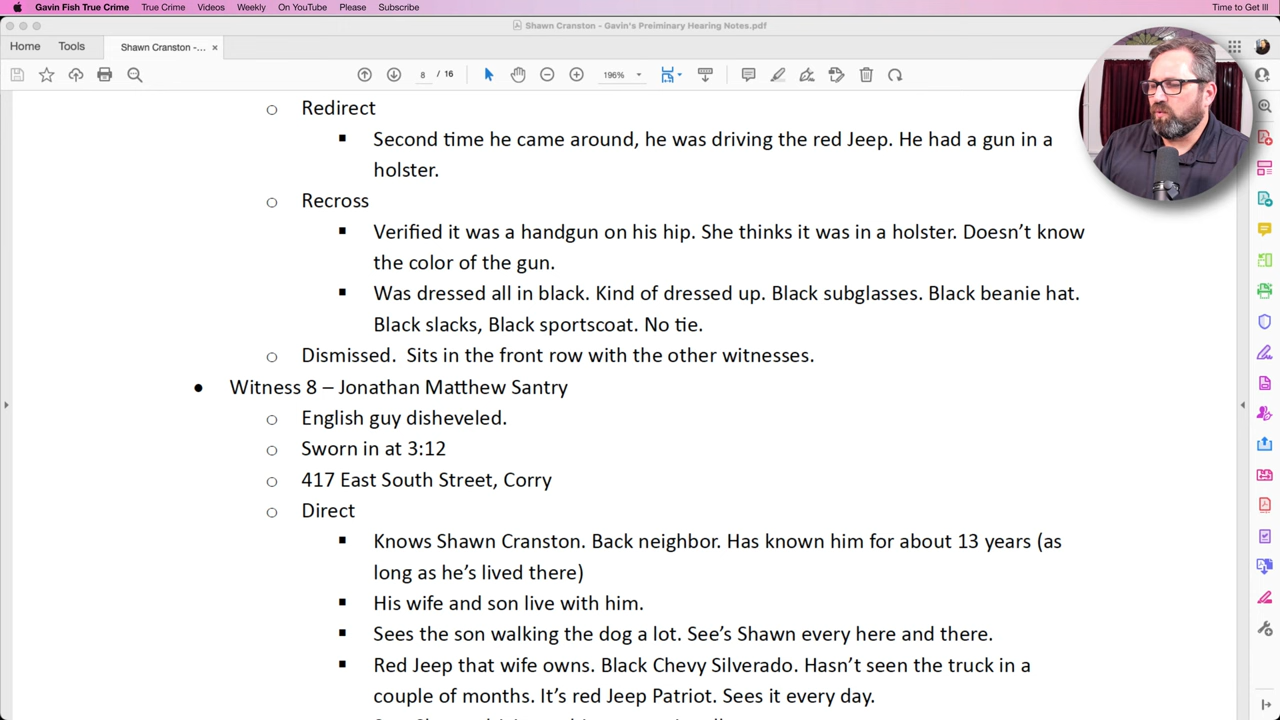 Gavin Fish True Crime True Crime Videos Weekly On YouTube Please Subscribe Time to Get Ill
Shawn Cranston - Gavin's Preiminary Hearing Notes.pdf
Home Tools Shawn Cranston -... ×
8 / 16 196%
Redirect
Second time he came around, he was driving the red Jeep. He had a gun in a
holster.
Recross
Verified it was a handgun on his hip. She thinks it was in a holster. Doesn't know
the color of the gun.
Was dressed all in black. Kind of dressed up. Black subglasses. Black beanie hat.
Black slacks, Black sportscoat. No tie.
Dismissed. Sits in the front row with the other witnesses.
Witness 8 – Jonathan Matthew Santry
English guy disheveled.
Sworn in at 3:12
417 East South Street, Corry
Direct
Knows Shawn Cranston. Back neighbor. Has known him for about 13 years (as
long as he's lived there)
His wife and son live with him.
Sees the son walking the dog a lot. See's Shawn every here and there.
Red Jeep that wife owns. Black Chevy Silverado. Hasn't seen the truck in a
couple of months. It's red Jeep Patriot. Sees it every day.